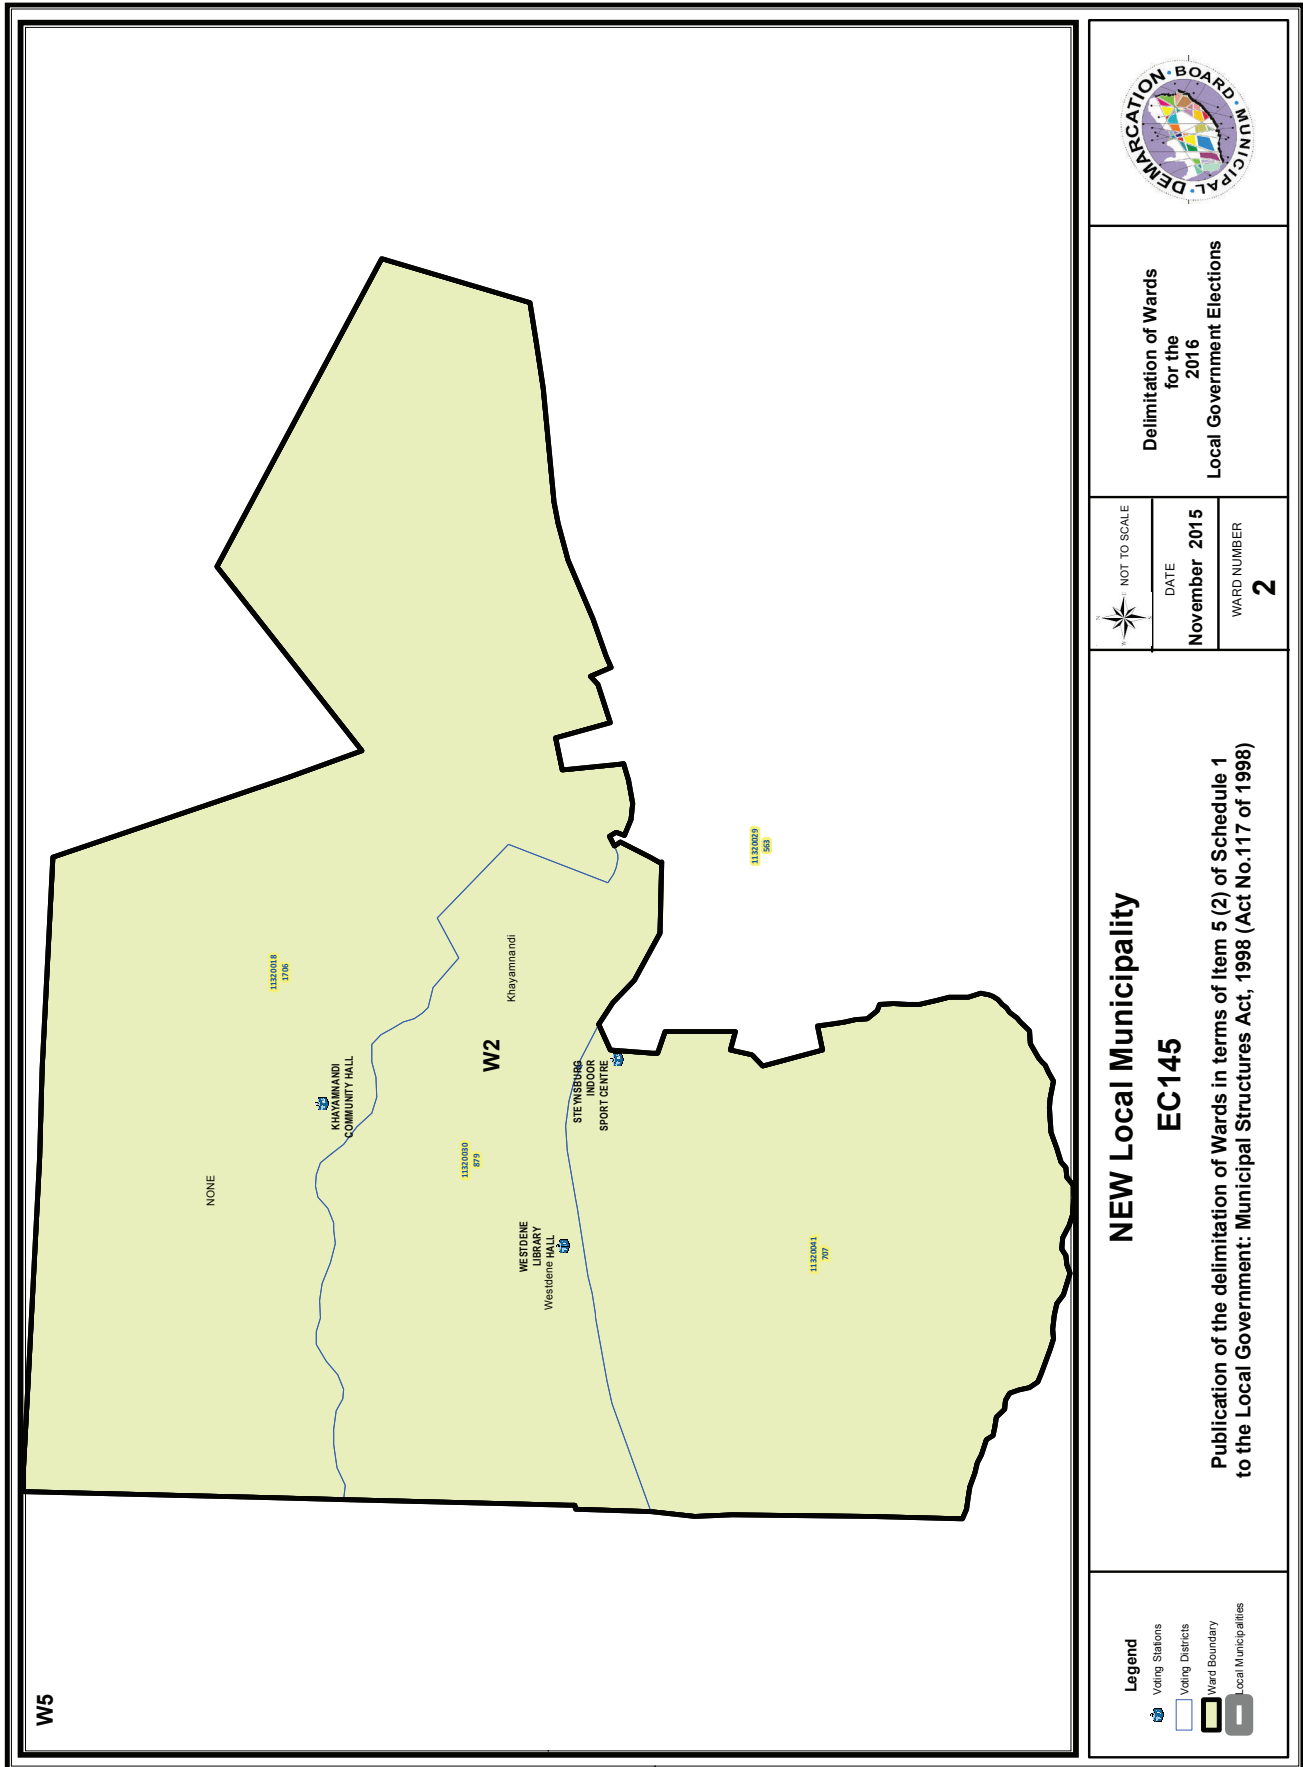 W5
NONE
11320018
1706
KHAYAMNANDI
COMMUNITY HALL
W2
Khayamnandi
11320030
879
STEYNSBURG
INDOOR
SPORT CENTRE
WESTDENE
LIBRARY
Westdene HALL
11320029
563
11320041
707
Legend
Voting Stations
Voting Districts
Ward Boundary
Local Municipalities
NEW Local Municipality
EC145
Publication of the delimitation of Wards in terms of Item 5 (2) of Schedule 1
to the Local Government: Municipal Structures Act, 1998 (Act No.117 of 1998)
NOT TO SCALE
DATE
November 2015
WARD NUMBER
2
Delimitation of Wards
for the
2016
Local Government Elections
MUNICIPAL DEMARCATION BOARD